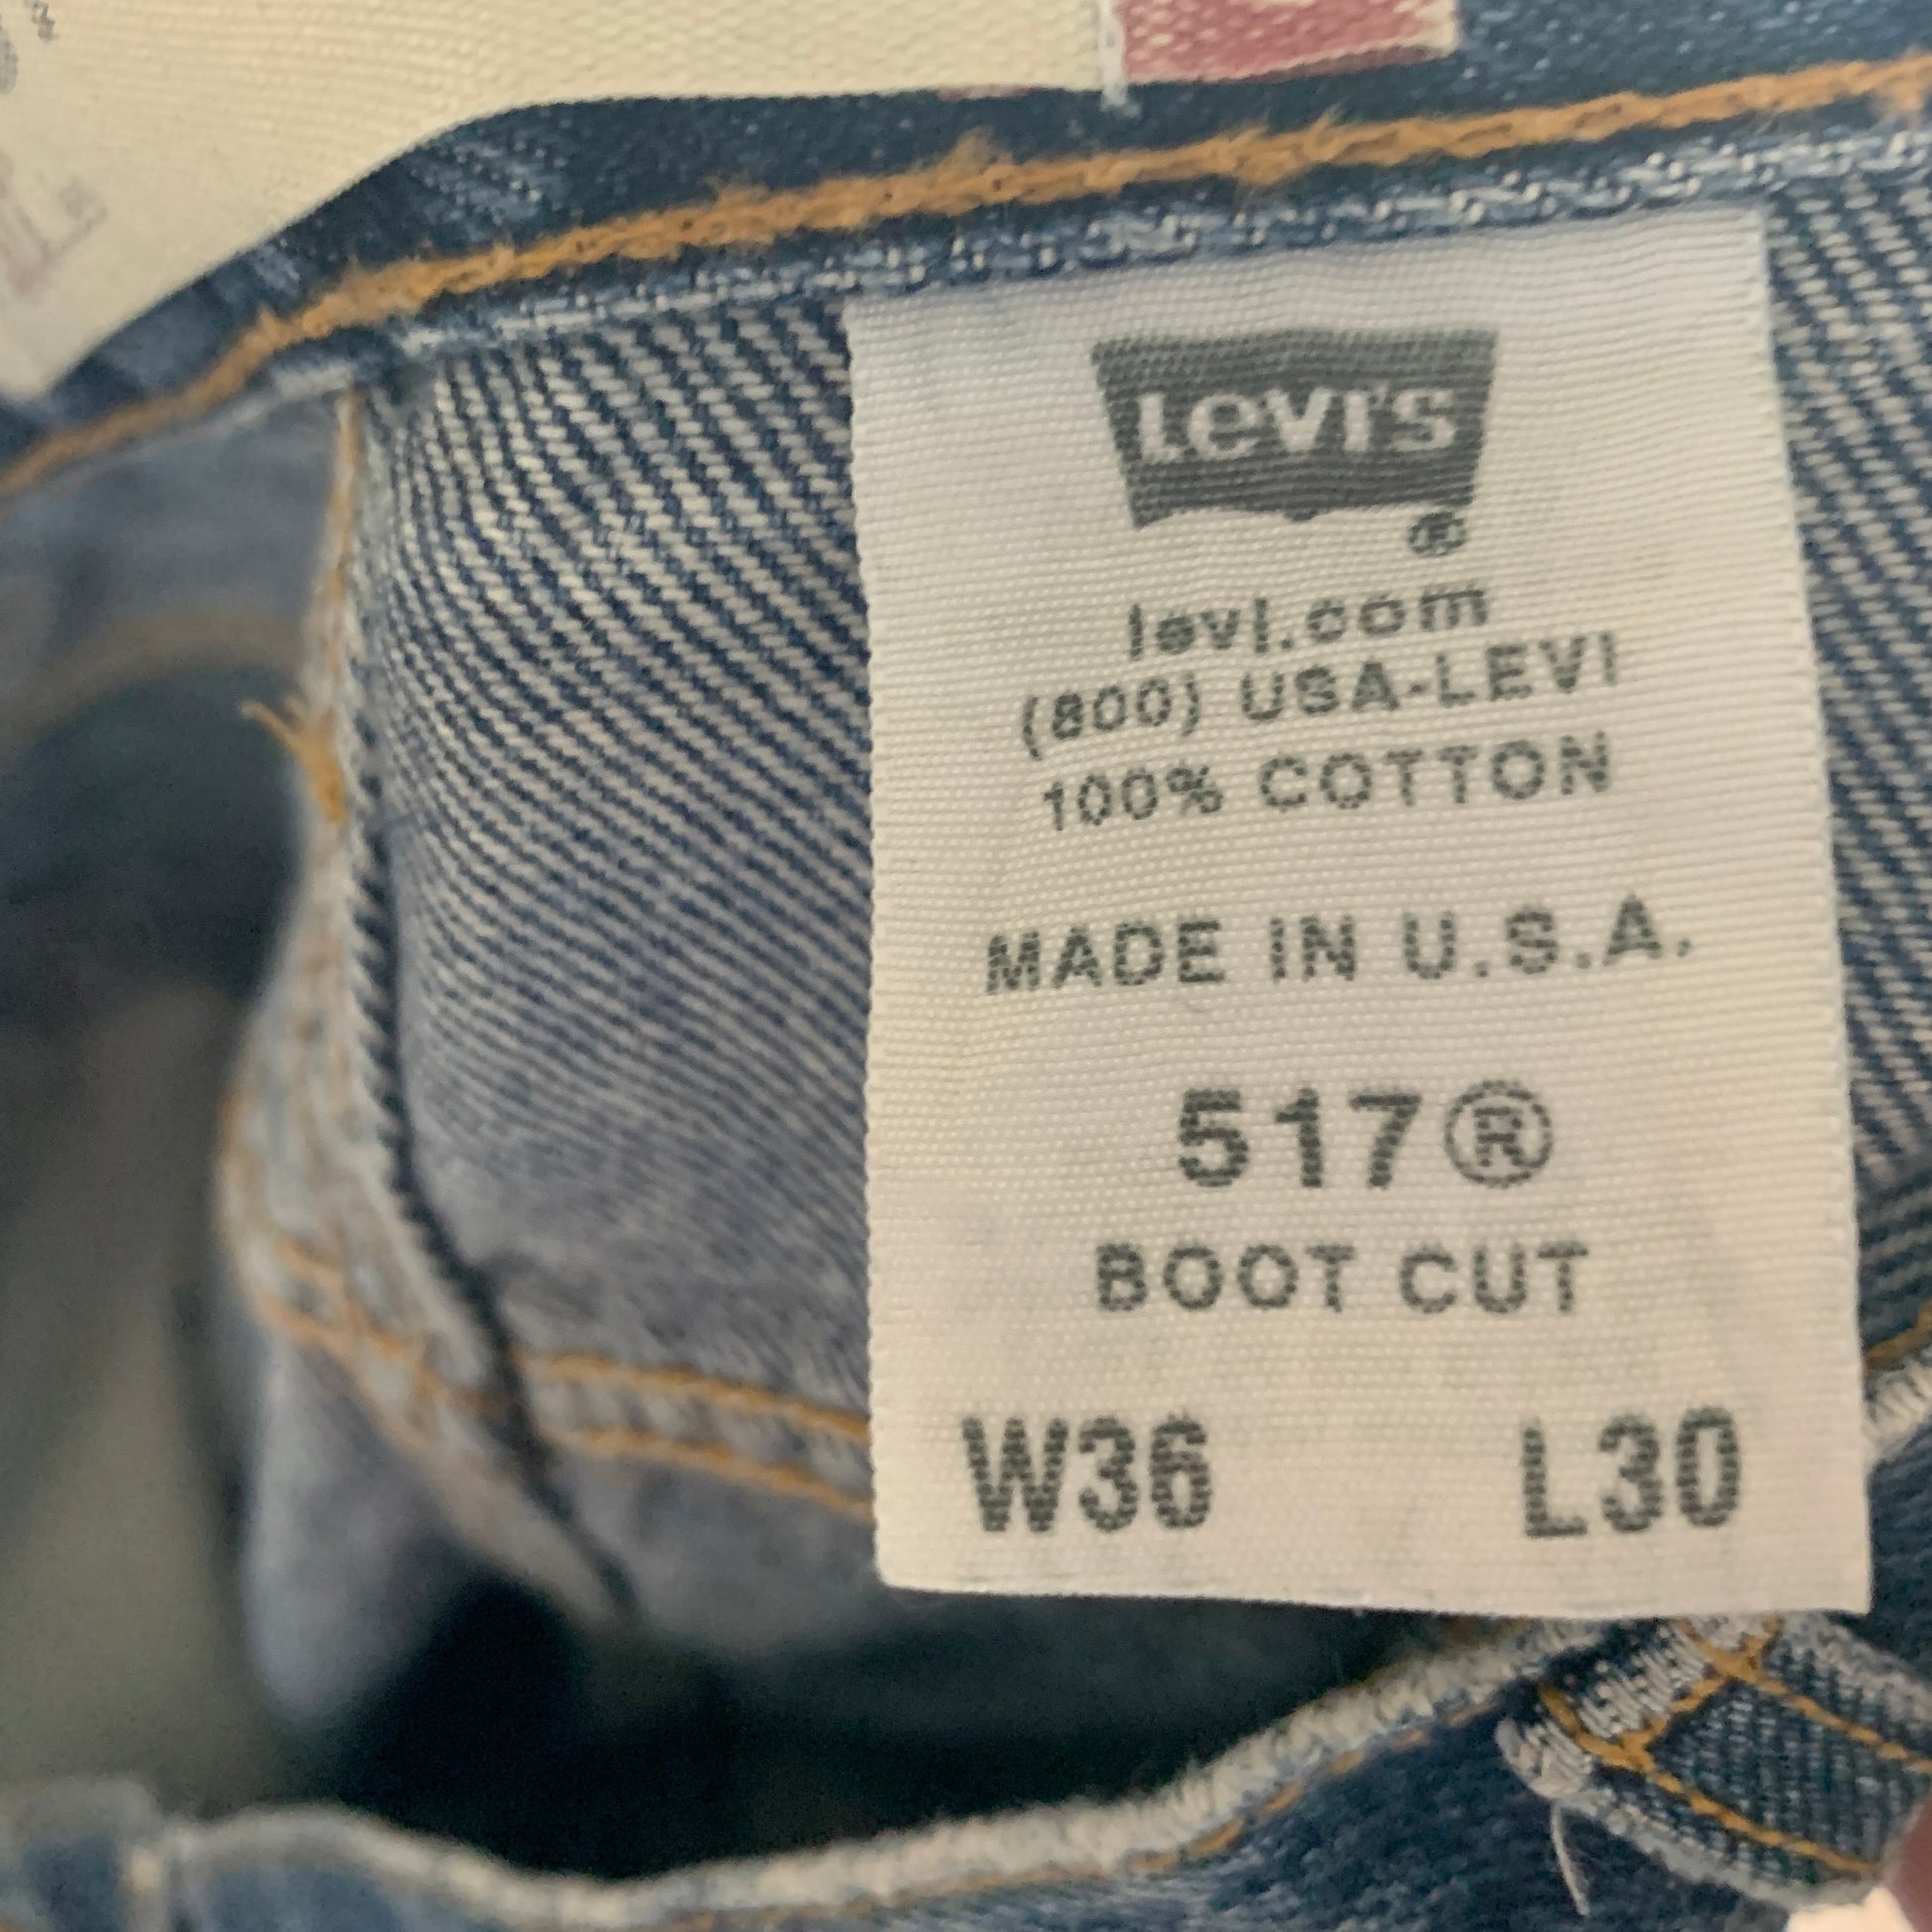 LEVI'S
®
levi.com
(800) USA-LEVI
100% COTTON
MADE IN U.S.A.
517®
BOOT CUT
W36 L30